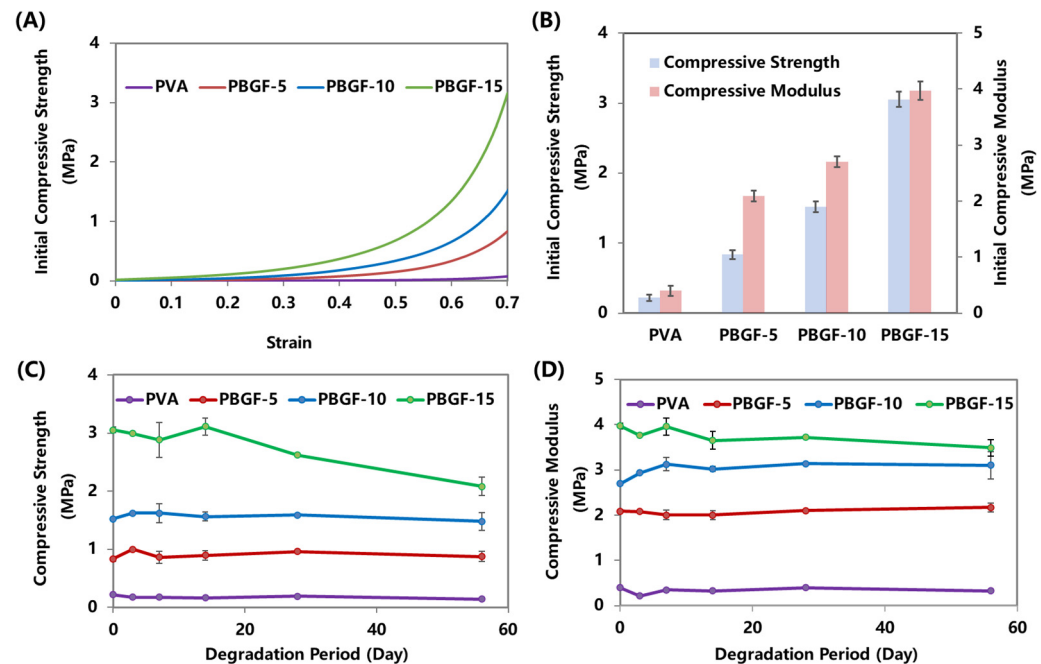 (A)
Initial Compressive Strength
(MPa)
4
3
2
1
0
PVA PBGF-5 PBGF-10 PBGF-15
0 0.1 0.2 0.3 0.4 0.5 0.6 0.7
Strain
(B)
Initial Compressive Strength
(MPa)
4
3
2
1
0
Compressive Strength
Compressive Modulus
5
4
3
2
1
0
Initial Compressive Modulus
(MPa)
PVA PBGF-5 PBGF-10 PBGF-15
(C)
Compressive Strength
(MPa)
4
3
2
1
0
PVA PBGF-5 PBGF-10 PBGF-15
0 20 40 60
Degradation Period (Day)
(D)
Compressive Modulus
(MPa)
5
4
3
2
1
0
PVA PBGF-5 PBGF-10 PBGF-15
0 20 40 60
Degradation Period (Day)